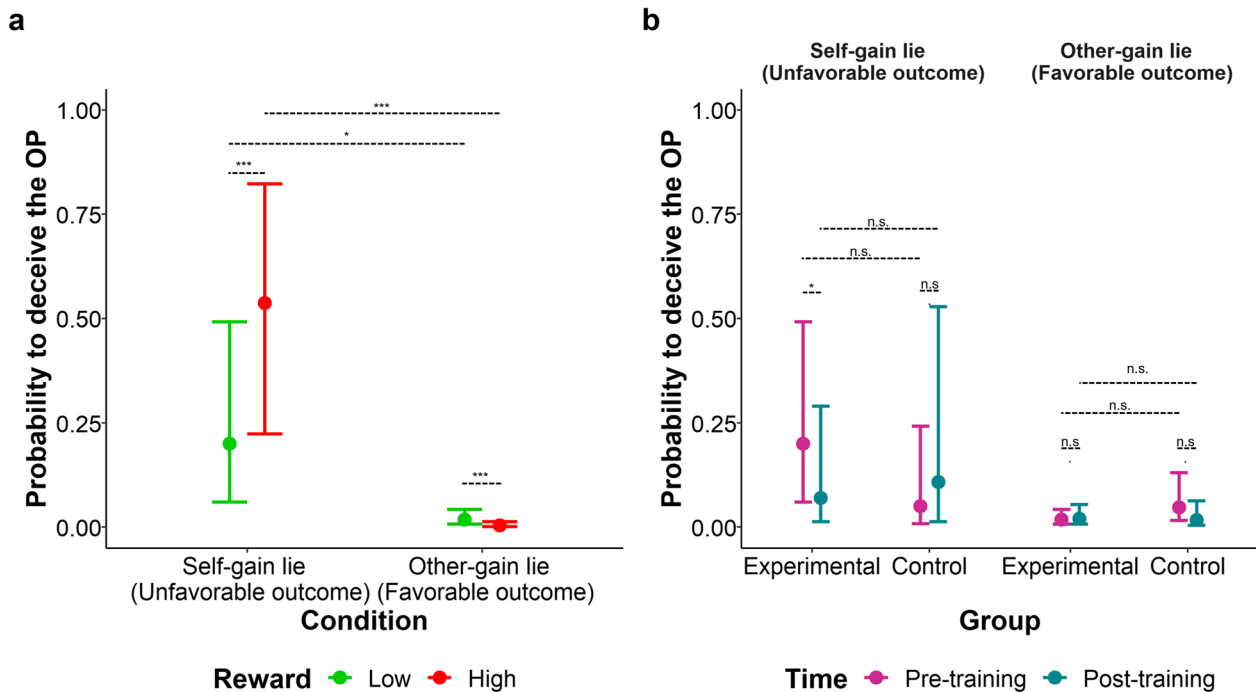 a
Probability to deceive the OP
1.00
0.75
0.50
0.25
0.00
***
*
***
***
Self-gain lie
(Unfavorable outcome)
Other-gain lie
(Favorable outcome)
Condition
Reward Low High
b
Self-gain lie
(Unfavorable outcome)
Other-gain lie
(Favorable outcome)
Probability to deceive the OP
1.00
0.75
0.50
0.25
0.00
n.s.
n.s.
*
n.s
n.s.
n.s.
n.s
n.s
Experimental Control Experimental Control
Group
Time Pre-training Post-training